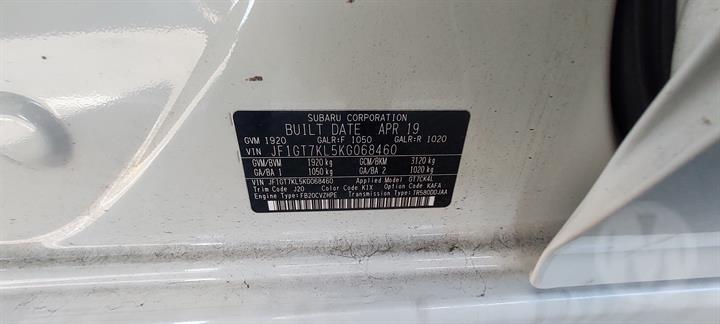 SUBARU CORPORATION
BUILT DATE APR 19
GVM 1920 GALR:F 1050 GALR:R 1020
VIN JF1GT7KL5KG068460
GVM/BVM 1920 kg GCM/BKM 3120 kg
GA/BA 1 1050 kg GA/BA 2 1020 kg
VIN JF1GT7KL5KG068460 Applied Model GT7CK4L
Trim Code J20 Color Code K1X Option Code KAFA
Engine Type: FB20CVZHPE Transmission Type: TR580DDJAA